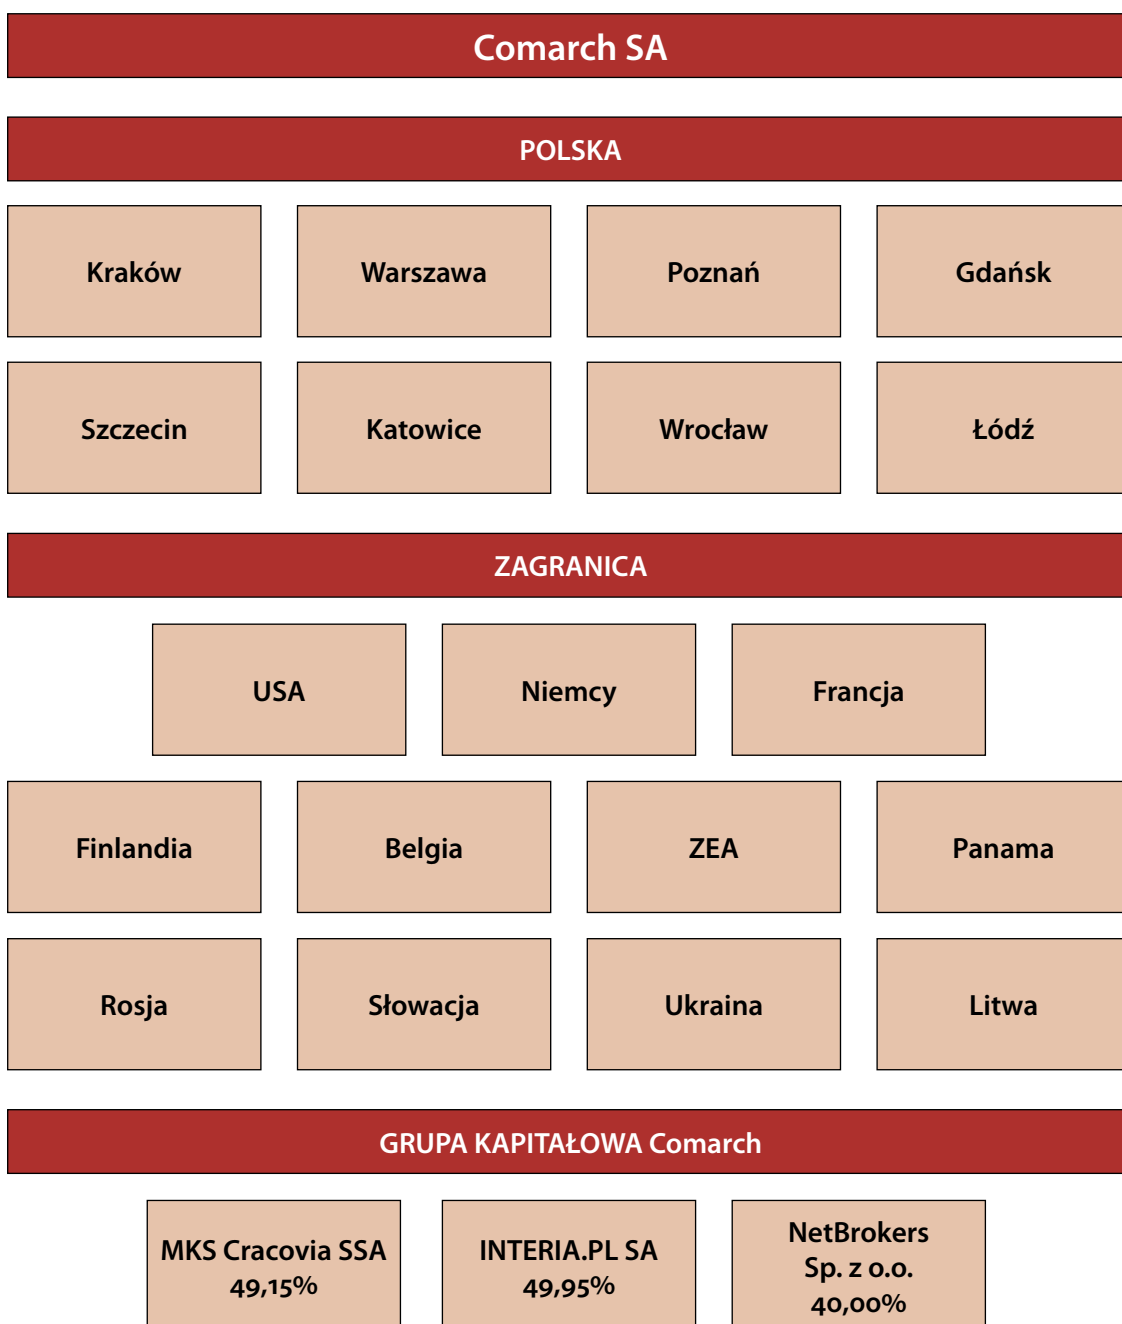 Comarch SA
POLSKA
Kraków
Warszawa
Poznań
Gdańsk
Szczecin
Katowice
Wrocław
Łódź
ZAGRANICA
USA
Niemcy
Francja
Finlandia
Belgia
ZEA
Panama
Rosja
Słowacja
Ukraina
Litwa
GRUPA KAPITAŁOWA Comarch
MKS Cracovia SSA
49,15%
INTERIA.PL SA
49,95%
NetBrokers
Sp. z o.o.
40,00%